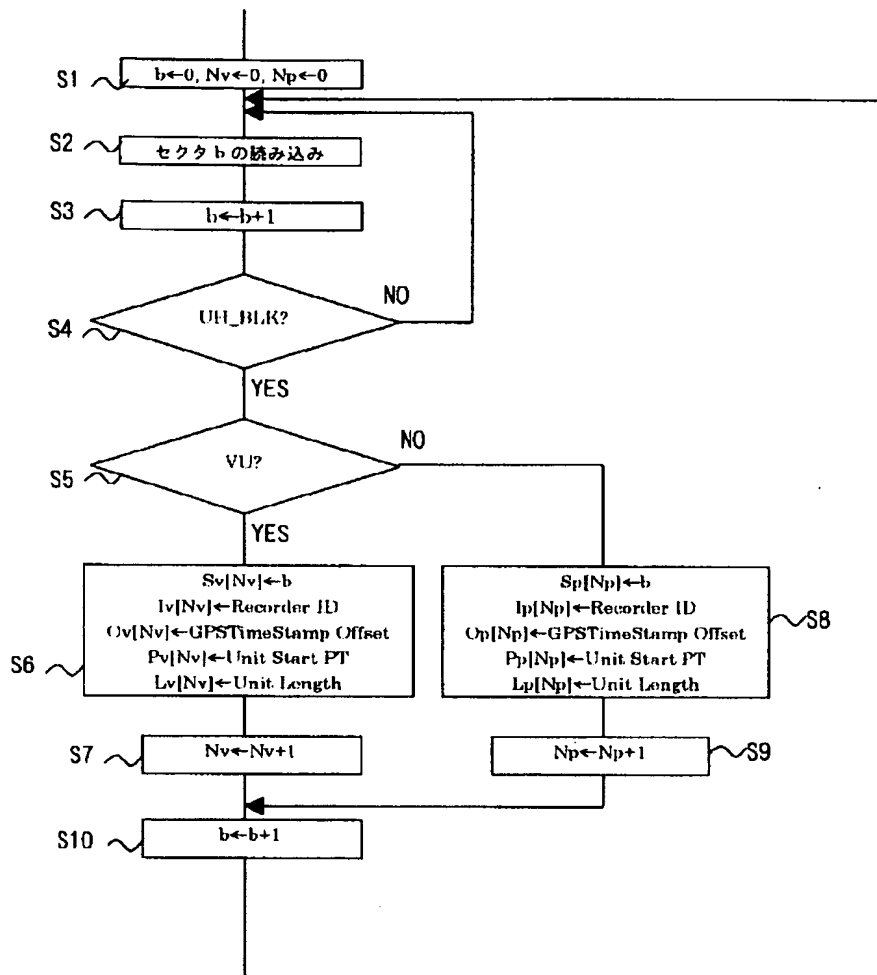 S1
b←0, Nv←0, Np←0
S2
セクタ b の読み込み
S3
b←b+1
S4
UH_BLK?
NO
YES
S5
VU?
NO
YES
S6
Sv[Nv]←b
Iv[Nv]←Recorder ID
Ov[Nv]←GPSTimeStamp Offset
Pv[Nv]←Unit Start PT
Lv[Nv]←Unit Length
Sp[Np]←b
Ip[Np]←Recorder ID
Op[Np]←GPSTimeStamp Offset
Pp[Np]←Unit Start PT
Lp[Np]←Unit Length
S8
S7
Nv←Nv+1
Np←Np+1
S9
S10
b←b+1